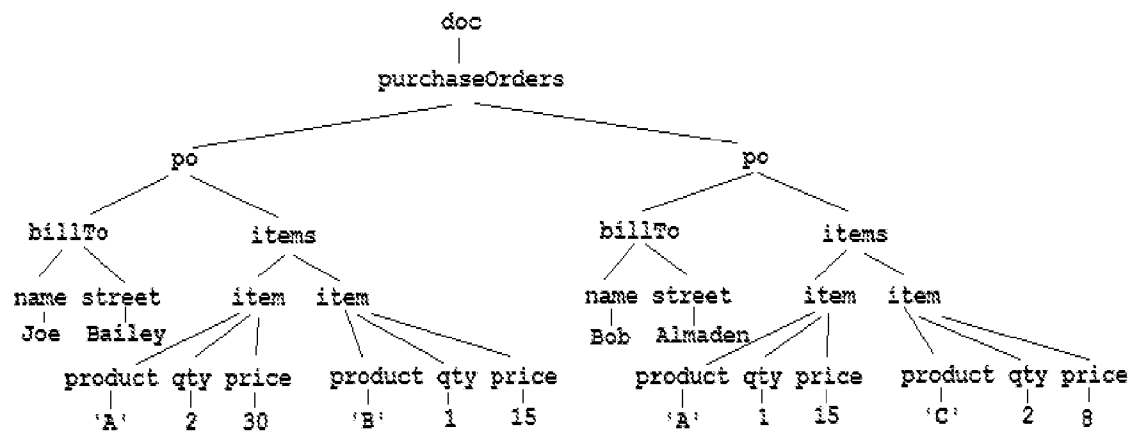 doc
purchaseOrders
po po
billTo items billTo items
name street item item name street item item
Joe Bailey Bob Almaden
product qty price product qty price product qty price product qty price
'A' 2 30 'B' 1 15 'A' 1 15 'C' 2 8